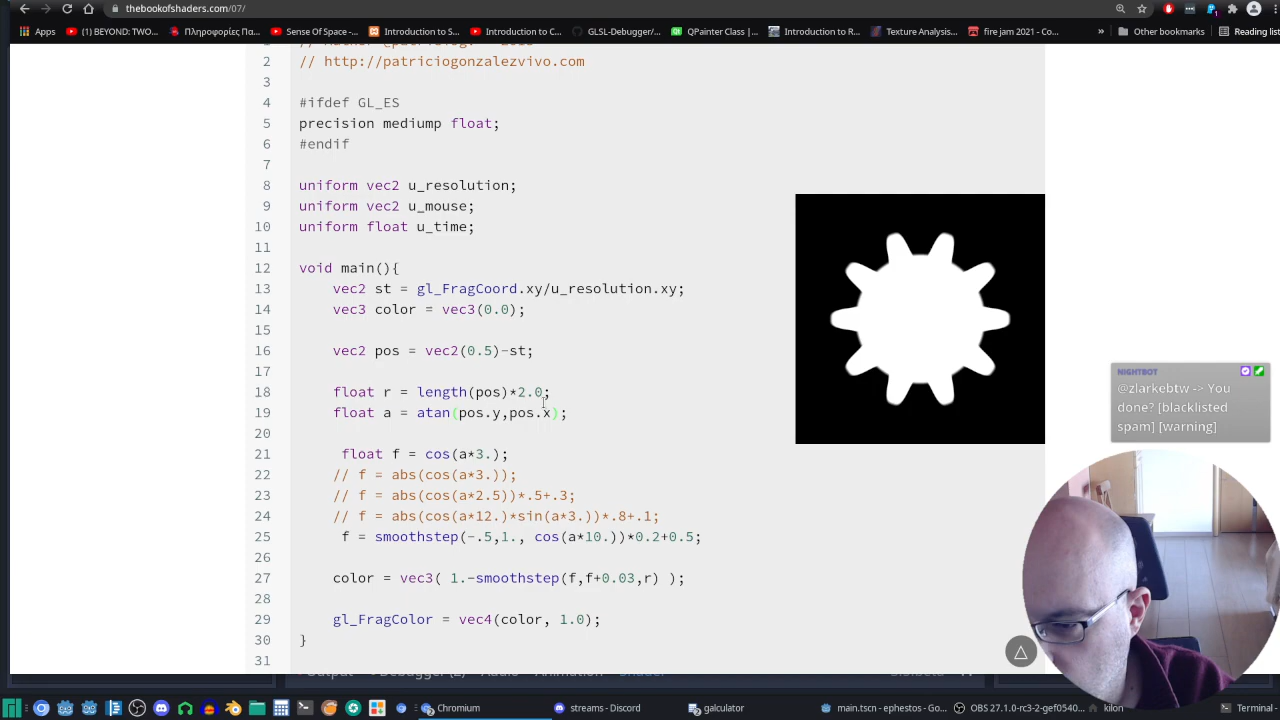 thebookofshaders.com/07/
Apps (1) BEYOND: TWO... Πληροφορίες Πα... Sense Of Space -... Introduction to S... Introduction to C... GLSL-Debugger/... QPainter Class |... Introduction to R... Texture Analysis... fire jam 2021 - Co... » Other bookmarks Reading list
2 // http://patriciogonzalezvivo.com
3
4 #ifdef GL_ES
5 precision mediump float;
6 #endif
7
8 uniform vec2 u_resolution;
9 uniform vec2 u_mouse;
10 uniform float u_time;
11
12 void main(){
13 vec2 st = gl_FragCoord.xy/u_resolution.xy;
14 vec3 color = vec3(0.0);
15
16 vec2 pos = vec2(0.5)-st;
17
18 float r = length(pos)*2.0;
19 float a = atan(pos.y,pos.x);
20
21 float f = cos(a*3.);
22 // f = abs(cos(a*3.));
23 // f = abs(cos(a*2.5))*.5+.3;
24 // f = abs(cos(a*12.)*sin(a*3.))*.8+.1;
25 f = smoothstep(-.5,1., cos(a*10.))*0.2+0.5;
26
27 color = vec3( 1.-smoothstep(f,f+0.03,r) );
28
29 gl_FragColor = vec4(color, 1.0);
30 }
31
NIGHTBOT
@zlarkebtw -> You
done? [blacklisted
spam] [warning]
Chromium streams - Discord galculator main.tscn - ephestos - Go... OBS 27.1.0-rc3-2-gef0540... kilon Terminal -